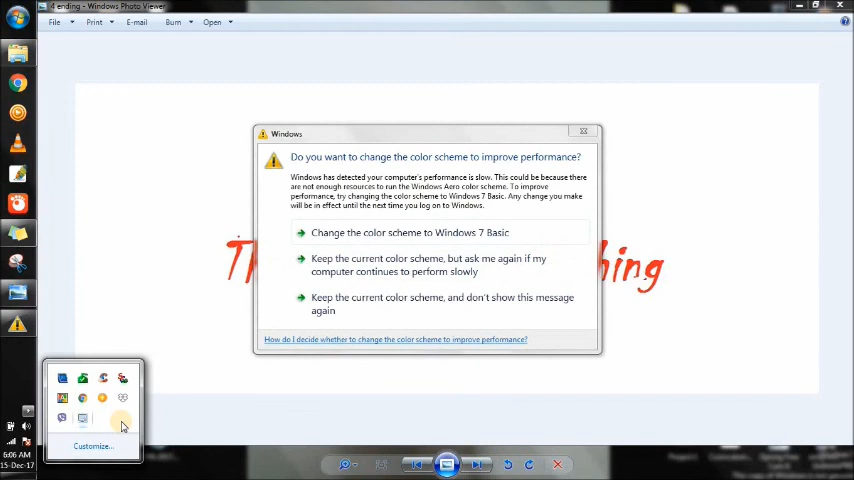 4 ending - Windows Photo Viewer
File Print E-mail Burn Open
Windows
Do you want to change the color scheme to improve performance?
Windows has detected your computer's performance is slow. This could be because there
are not enough resources to run the Windows Aero color scheme. To improve
performance, try changing the color scheme to Windows 7 Basic. Any change you make
will be in effect until the next time you log on to Windows.
Change the color scheme to Windows 7 Basic
Keep the current color scheme, but ask me again if my
computer continues to perform slowly
Keep the current color scheme, and don't show this message
again
How do I decide whether to change the color scheme to improve performance?
Customize...
6:06 AM
15-Dec-17